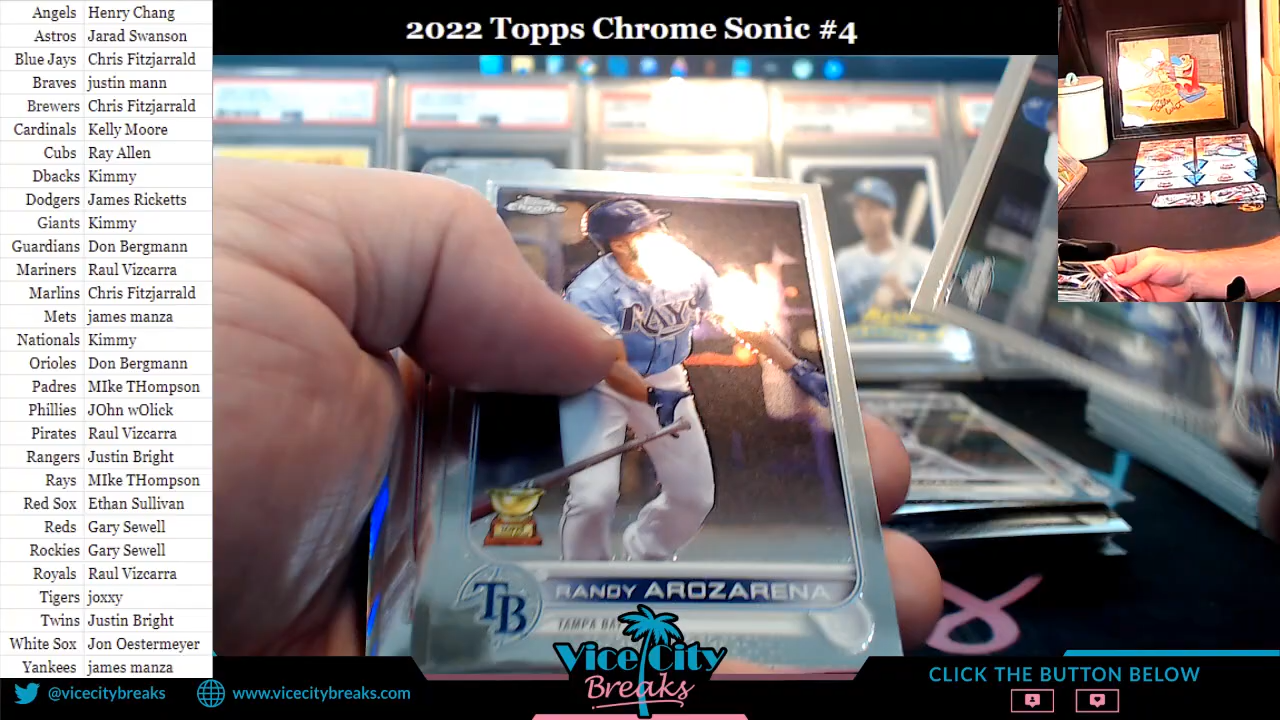 2022 Topps Chrome Sonic #4
Angels Henry Chang
Astros Jarad Swanson
Blue Jays Chris Fitzjarrald
Braves justin mann
Brewers Chris Fitzjarrald
Cardinals Kelly Moore
Cubs Ray Allen
Dbacks Kimmy
Dodgers James Ricketts
Giants Kimmy
Guardians Don Bergmann
Mariners Raul Vizcarra
Marlins Chris Fitzjarrald
Mets james manza
Nationals Kimmy
Orioles Don Bergmann
Padres MIke THompson
Phillies JOhn wOlick
Pirates Raul Vizcarra
Rangers Justin Bright
Rays MIke THompson
Red Sox Ethan Sullivan
Reds Gary Sewell
Rockies Gary Sewell
Royals Raul Vizcarra
Tigers joxxy
Twins Justin Bright
White Sox Jon Oestermeyer
Yankees james manza
Chrome
RAYS
TB
RANDY AROZARENA
TAMPA BA
Vice City
Breaks
@vicecitybreaks
www.vicecitybreaks.com
CLICK THE BUTTON BELOW